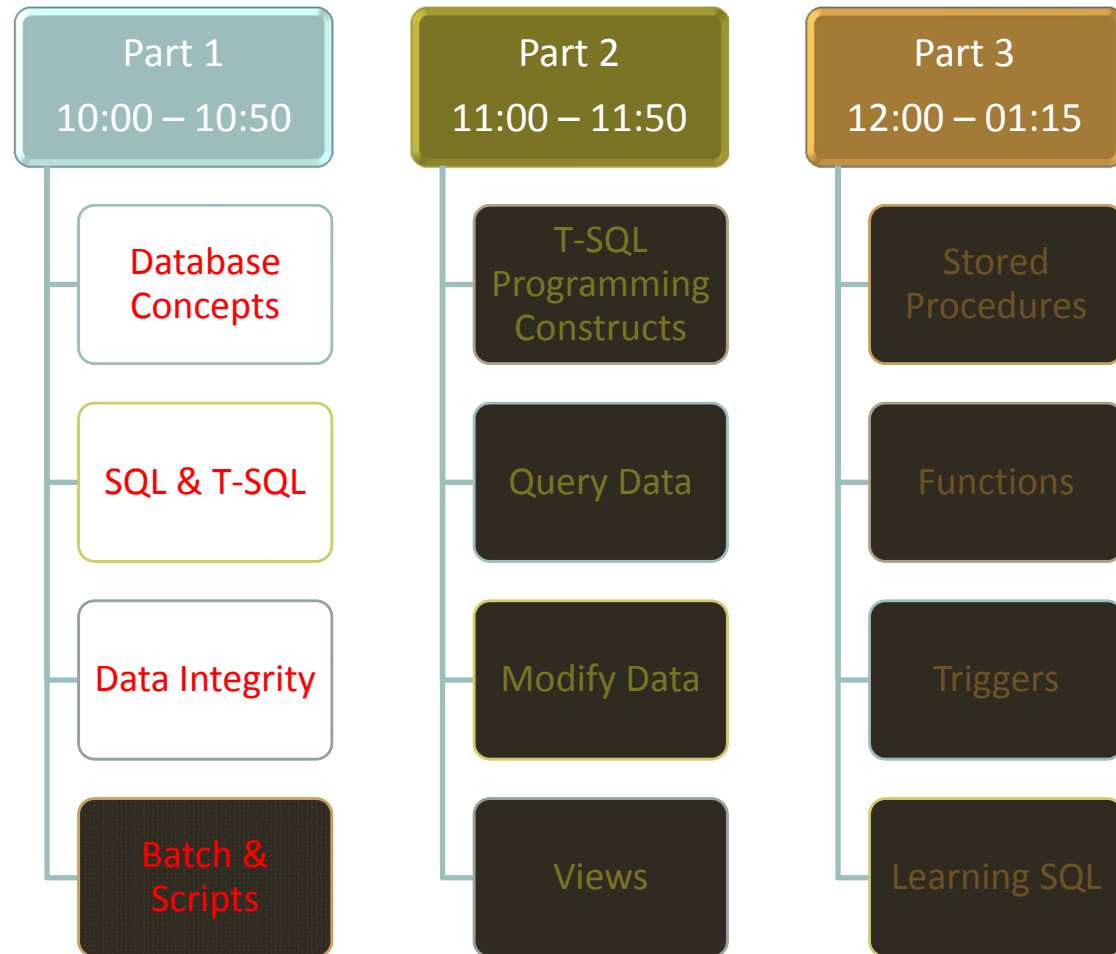 Part 1
10:00 – 10:50
Database
Concepts
SQL & T-SQL
Data Integrity
Batch &
Scripts
Part 2
11:00 – 11:50
T-SQL
Programming
Constructs
Query Data
Modify Data
Views
Part 3
12:00 – 01:15
Stored
Procedures
Functions
Triggers
Learning SQL